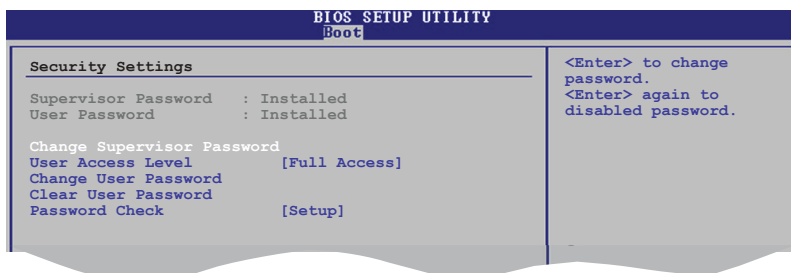 BIOS SETUP UTILITY
Boot
Security Settings
Supervisor Password : Installed
User Password : Installed
Change Supervisor Password
User Access Level [Full Access]
Change User Password
Clear User Password
Password Check [Setup]
<Enter> to change
password.
<Enter> again to
disabled password.